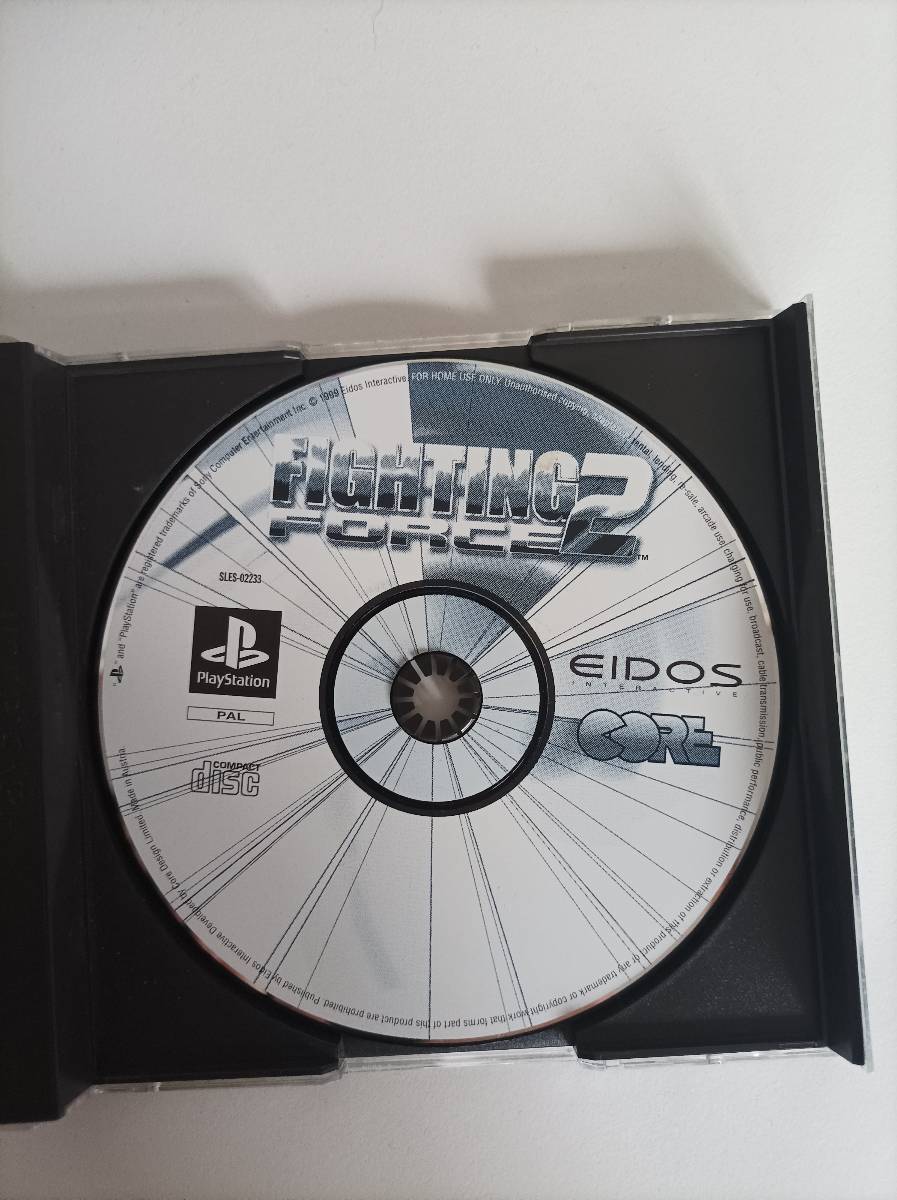 FIGHTING
FORCE 2
™
SLES-02233
PlayStation
PAL
COMPACT
disc
EIDOS
INTERACTIVE
CORE
"PS" and "PlayStation" are registered trademarks of Sony Computer Entertainment Inc. © 1999 Eidos Interactive. FOR HOME USE ONLY. Unauthorised copying, rental, lending, re-sale, arcade use, charging for use, broadcast, cable transmission, public performance, distribution or extraction of this product or any trademark or copyright work that forms part of this product are prohibited. Published by Eidos Interactive Developed by Core Design Limited. Made in Austria.